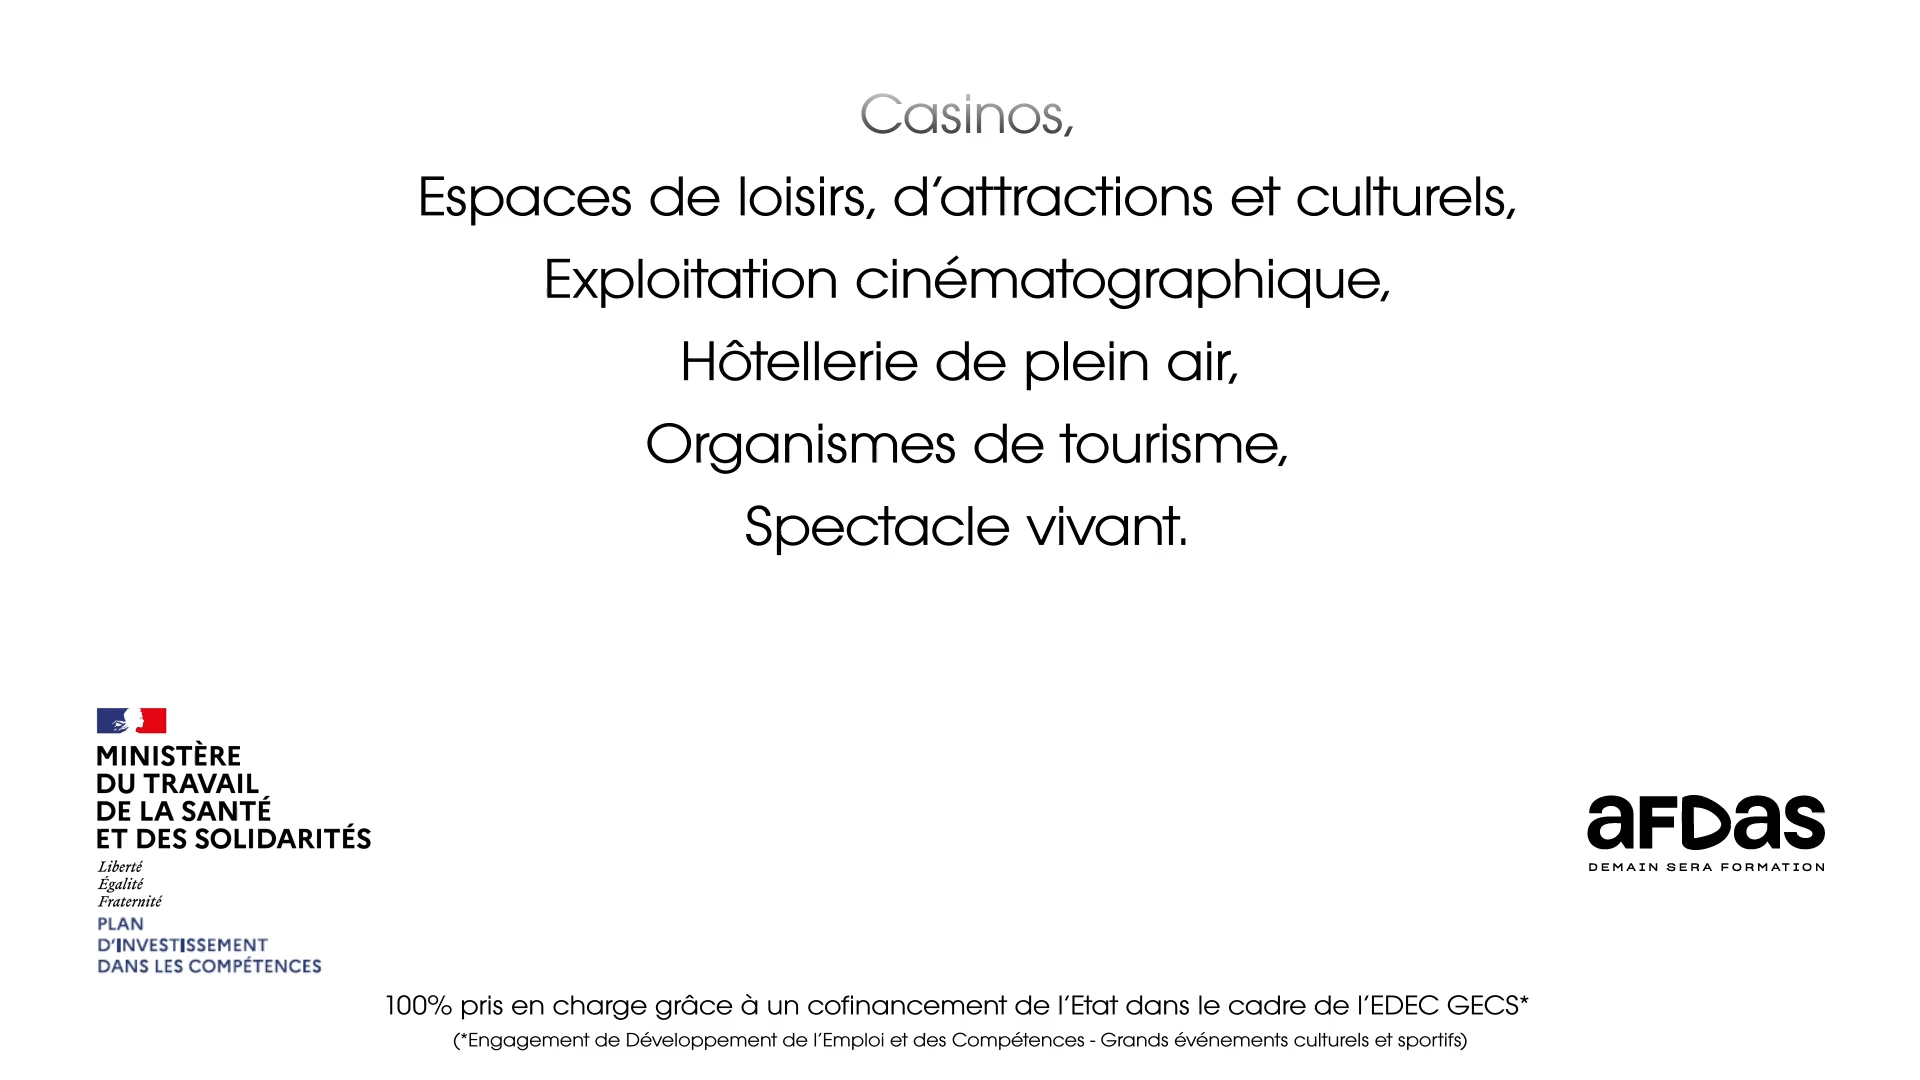 Casinos,
Espaces de loisirs, d’attractions et culturels,
Exploitation cinématographique,
Hôtellerie de plein air,
Organismes de tourisme,
Spectacle vivant.
MINISTÈRE
DU TRAVAIL
DE LA SANTÉ
ET DES SOLIDARITÉS
Liberté
Égalité
Fraternité
PLAN
D’INVESTISSEMENT
DANS LES COMPÉTENCES
aFDas
DEMAIN SERA FORMATION
100% pris en charge grâce à un cofinancement de l’Etat dans le cadre de l’EDEC GECS*
(*Engagement de Développement de l’Emploi et des Compétences - Grands événements culturels et sportifs)